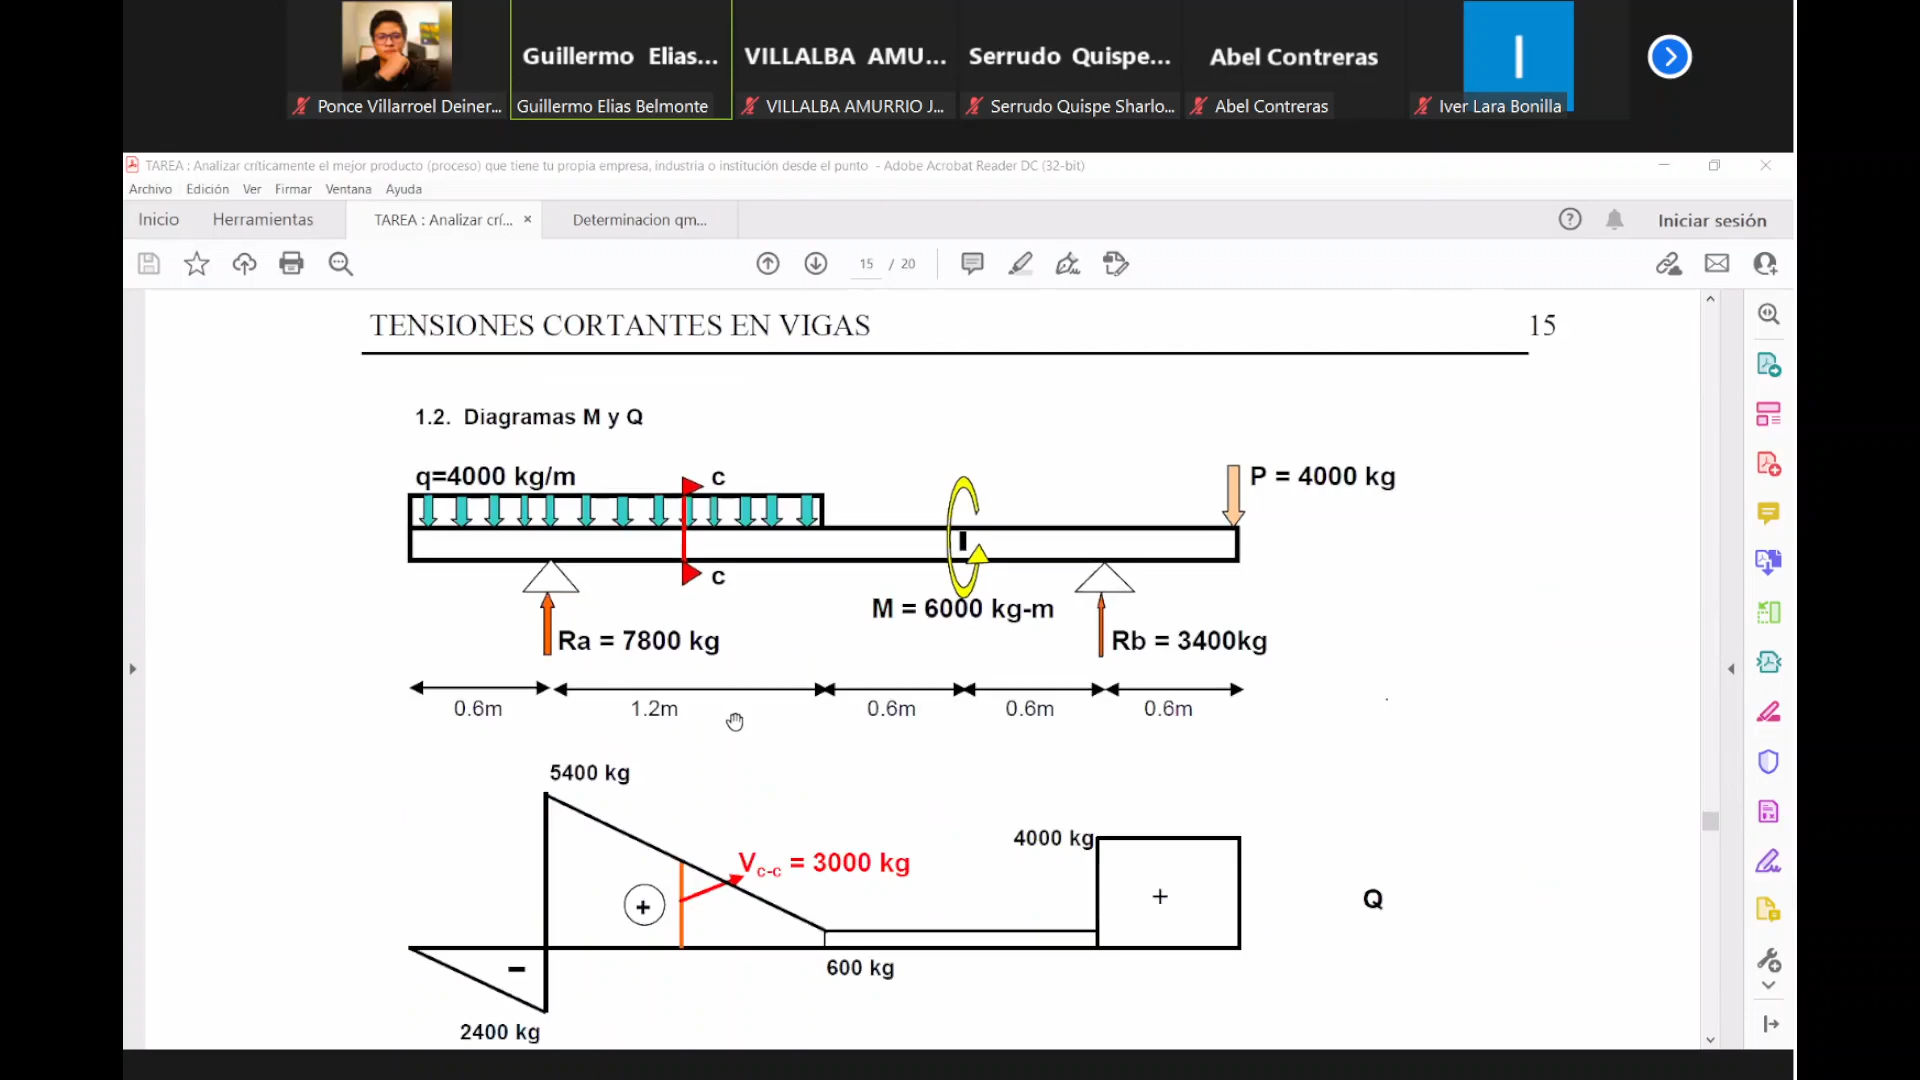 Guillermo Elias...
VILLALBA AMU...
Serrudo Quispe...
Abel Contreras
I
Ponce Villarroel Deiner...
Guillermo Elias Belmonte
VILLALBA AMURRIO J...
Serrudo Quispe Sharlo...
Abel Contreras
Iver Lara Bonilla
TAREA : Analizar críticamente el mejor producto (proceso) que tiene tu propia empresa, industria o institución desde el punto - Adobe Acrobat Reader DC (32-bit)
Archivo Edición Ver Firmar Ventana Ayuda
Inicio Herramientas TAREA : Analizar crí... × Determinacion qm... Iniciar sesión
15 / 20
TENSIONES CORTANTES EN VIGAS 15
1.2. Diagramas M y Q
q=4000 kg/m c P = 4000 kg
c
M = 6000 kg-m
Ra = 7800 kg Rb = 3400kg
0.6m 1.2m 0.6m 0.6m 0.6m
5400 kg
4000 kg
Vc-c = 3000 kg
+ + Q
-
600 kg
2400 kg